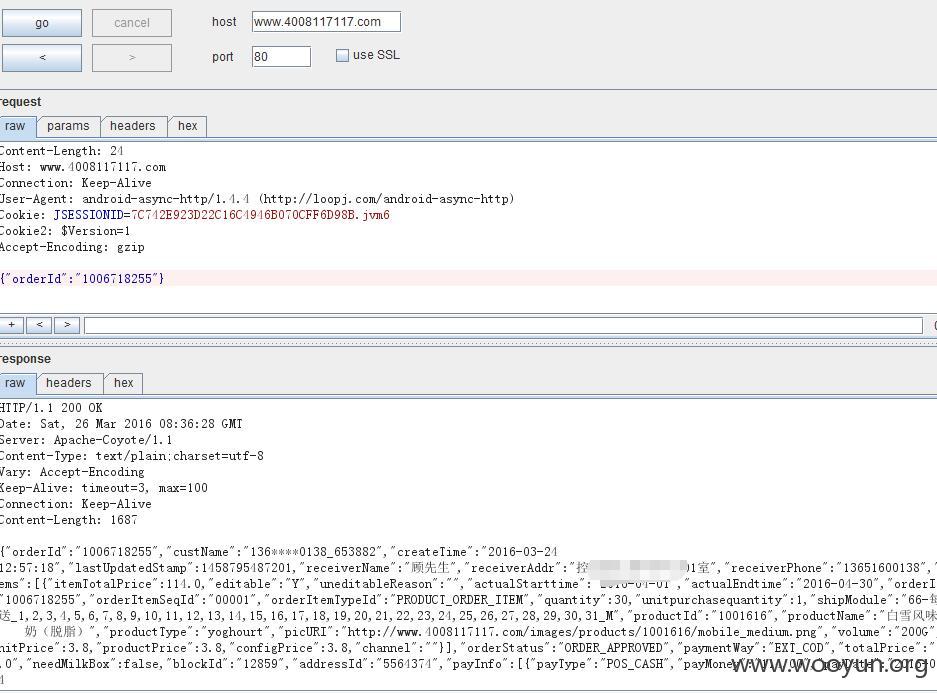 go
cancel
host
www.4008117117.com
<
>
port
80
use SSL
request
raw
params
headers
hex
Content-Length: 24
Host: www.4008117117.com
Connection: Keep-Alive
User-Agent: android-async-http/1.4.4 (http://loopj.com/android-async-http)
Cookie: JSESSIONID=7C742E923D22C16C4946B070CFF6D98B.jvm6
Cookie2: $Version=1
Accept-Encoding: gzip
{"orderId":"1006718255"}
+
<
>
response
raw
headers
hex
HTTP/1.1 200 OK
Date: Sat, 26 Mar 2016 08:36:28 GMT
Server: Apache-Coyote/1.1
Content-Type: text/plain;charset=utf-8
Vary: Accept-Encoding
Keep-Alive: timeout=3, max=100
Connection: Keep-Alive
Content-Length: 1687
{"orderId":"1006718255","custName":"136****0138_653882","createTime":"2016-03-24
12:57:18","lastUpdatedStamp":1458795487201,"receiverName":"顾先生","receiverAddr":"控 01室","receiverPhone":"13651600138","
ems":[{"itemTotalPrice":114.0,"editable":"Y","uneditableReason":"","actualStarttime":"2016-04-01","actualEndtime":"2016-04-30","orderI
"1006718255","orderItemSeqId":"00001","orderItemTypeId":"PRODUCT_ORDER_ITEM","quantity":30,"unitpurchasequantity":1,"shipModule":"66-每
送_1,2,3,4,5,6,7,8,9,10,11,12,13,14,15,16,17,18,19,20,21,22,23,24,25,26,27,28,29,30,31_M","productId":"1001616","productName":"白雪风味
奶（脱脂）","productType":"yoghourt","picURI":"http://www.4008117117.com/images/products/1001616/mobile_medium.png","volume":"200G"
nitPrice":3.8,"productPrice":3.8,"configPrice":3.8,"channel":""}],"orderStatus":"ORDER_APPROVED","paymentWay":"EXT_COD","totalPrice":"
.0","needMilkBox":false,"blockId":"12859","addressId":"5564374","payInfo":[{"payType":"POS_CASH","payMoney":
www.wooyun.org